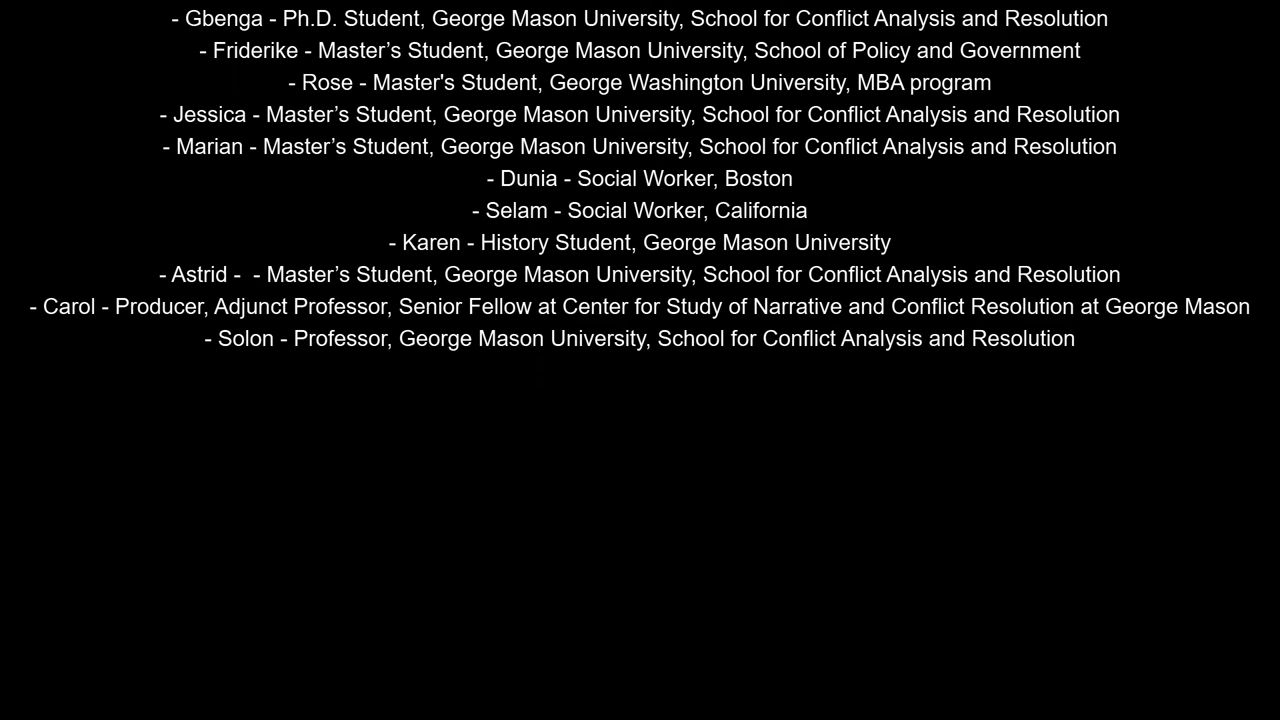 - Gbenga - Ph.D. Student, George Mason University, School for Conflict Analysis and Resolution
- Friderike - Master’s Student, George Mason University, School of Policy and Government
- Rose - Master's Student, George Washington University, MBA program
- Jessica - Master’s Student, George Mason University, School for Conflict Analysis and Resolution
- Marian - Master’s Student, George Mason University, School for Conflict Analysis and Resolution
- Dunia - Social Worker, Boston
- Selam - Social Worker, California
- Karen - History Student, George Mason University
- Astrid -  - Master’s Student, George Mason University, School for Conflict Analysis and Resolution
- Carol - Producer, Adjunct Professor, Senior Fellow at Center for Study of Narrative and Conflict Resolution at George Mason
- Solon - Professor, George Mason University, School for Conflict Analysis and Resolution